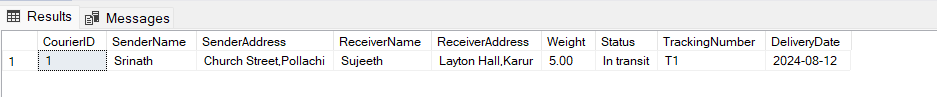 Results Messages
CourierID SenderName SenderAddress ReceiverName ReceiverAddress Weight Status TrackingNumber DeliveryDate
1 1 Srinath Church Street,Pollachi Sujeeth Layton Hall,Karur 5.00 In transit T1 2024-08-12